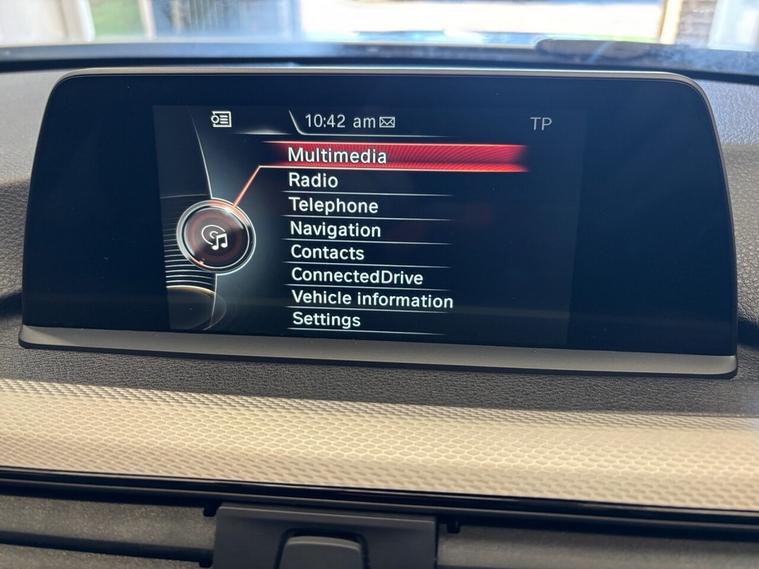 10:42 am
TP
Multimedia
Radio
Telephone
Navigation
Contacts
ConnectedDrive
Vehicle information
Settings